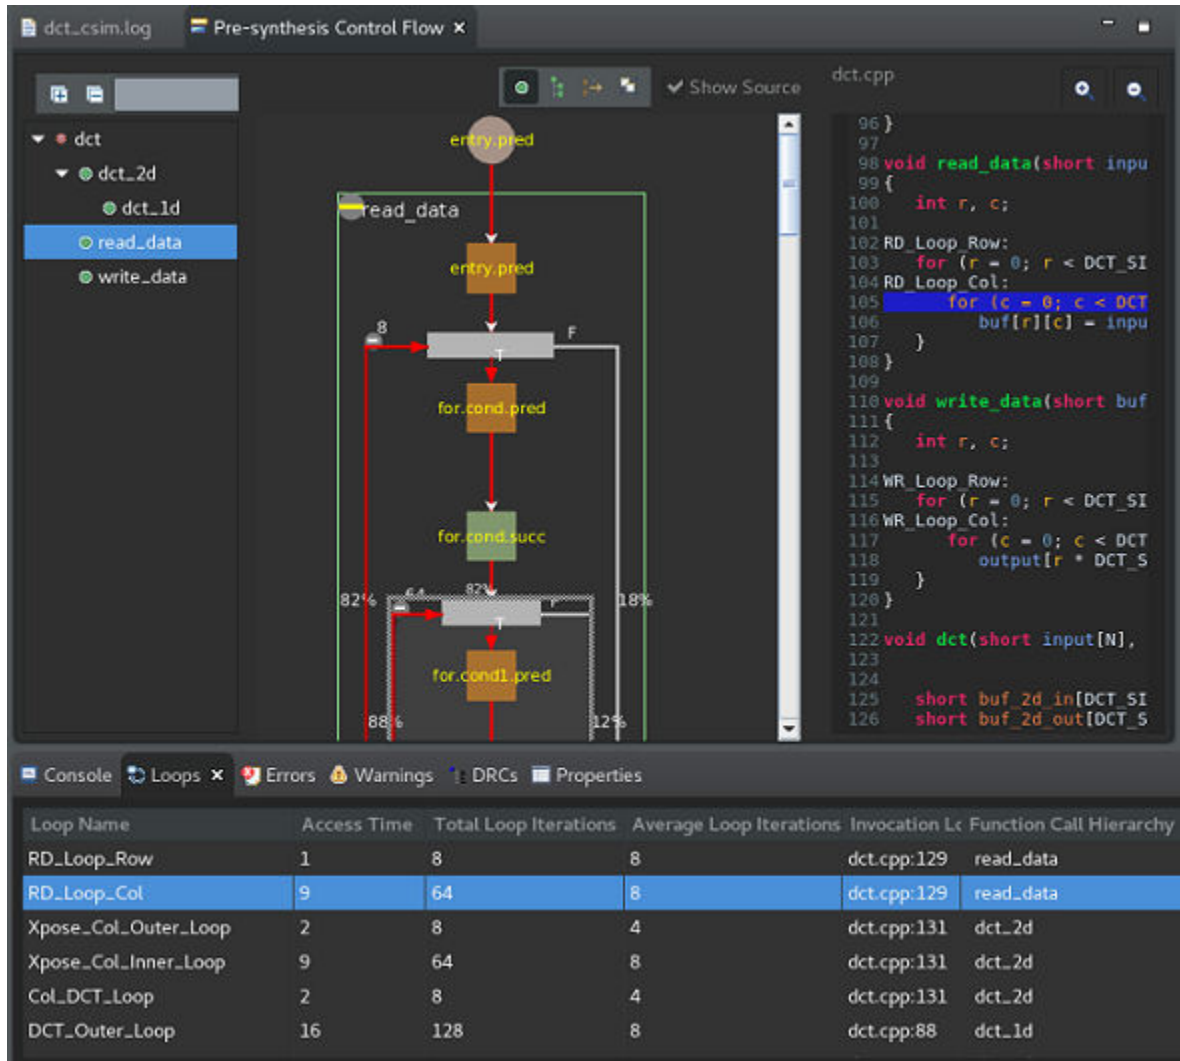 dct_csim.log
Pre-synthesis Control Flow
Show Source
dct.cpp
dct
dct_2d
dct_1d
read_data
write_data
entry.pred
read_data
entry.pred
8
F
T
for.cond.pred
for.cond.succ
82%
64
82%
F
18%
T
for.cond1.pred
88%
12%
96 }
97
98 void read_data(short inpu
99 {
100 int r, c;
101
102 RD_Loop_Row:
103 for (r = 0; r < DCT_SI
104 RD_Loop_Col:
105 for (c = 0; c < DCT
106 buf[r][c] = inpu
107 }
108 }
109
110 void write_data(short buf
111 {
112 int r, c;
113
114 WR_Loop_Row:
115 for (r = 0; r < DCT_SI
116 WR_Loop_Col:
117 for (c = 0; c < DCT
118 output[r * DCT_S
119 }
120 }
121
122 void dct(short input[N],
123
124
125 short buf_2d_in[DCT_SI
126 short buf_2d_out[DCT_S
Console Loops Errors Warnings DRCs Properties
Loop Name Access Time Total Loop Iterations Average Loop Iterations Invocation Lc Function Call Hierarchy
RD_Loop_Row 1 8 8 dct.cpp:129 read_data
RD_Loop_Col 9 64 8 dct.cpp:129 read_data
Xpose_Col_Outer_Loop 2 8 4 dct.cpp:131 dct_2d
Xpose_Col_Inner_Loop 9 64 8 dct.cpp:131 dct_2d
Col_DCT_Loop 2 8 4 dct.cpp:131 dct_2d
DCT_Outer_Loop 16 128 8 dct.cpp:88 dct_1d